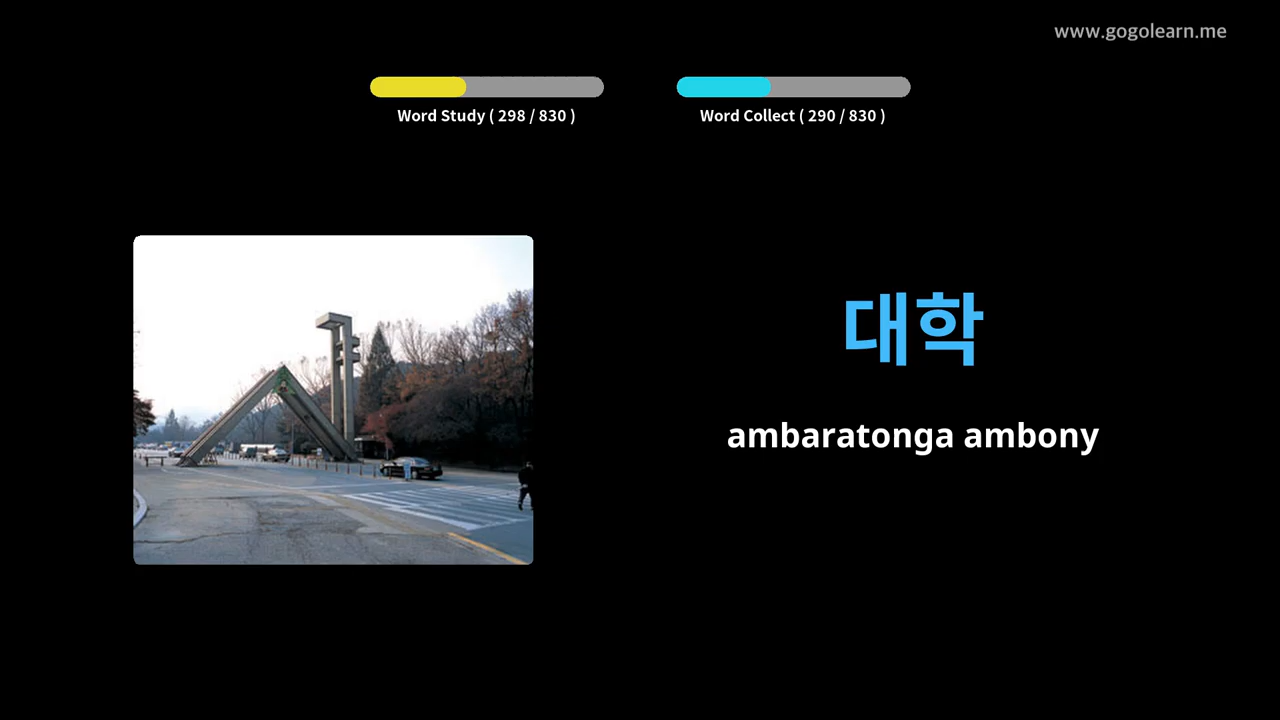 www.gogolearn.me
Word Study ( 298 / 830 )
Word Collect ( 290 / 830 )
대학
ambaratonga ambony